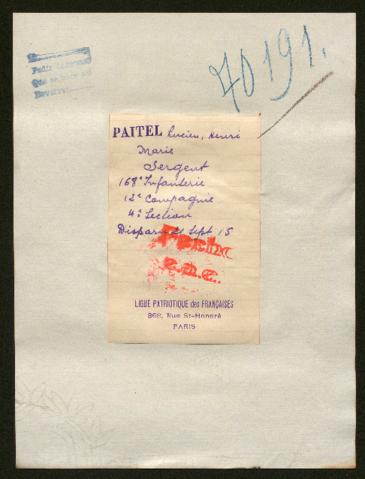 70191.
PAITEL Lucien, Henri
Marie
Sergent
168e Infanterie
12e Compagnie
4e Section
Disparu Sept 15
LIGUE PATRIOTIQUE des FRANÇAISES
368, Rue St-Honoré
PARIS